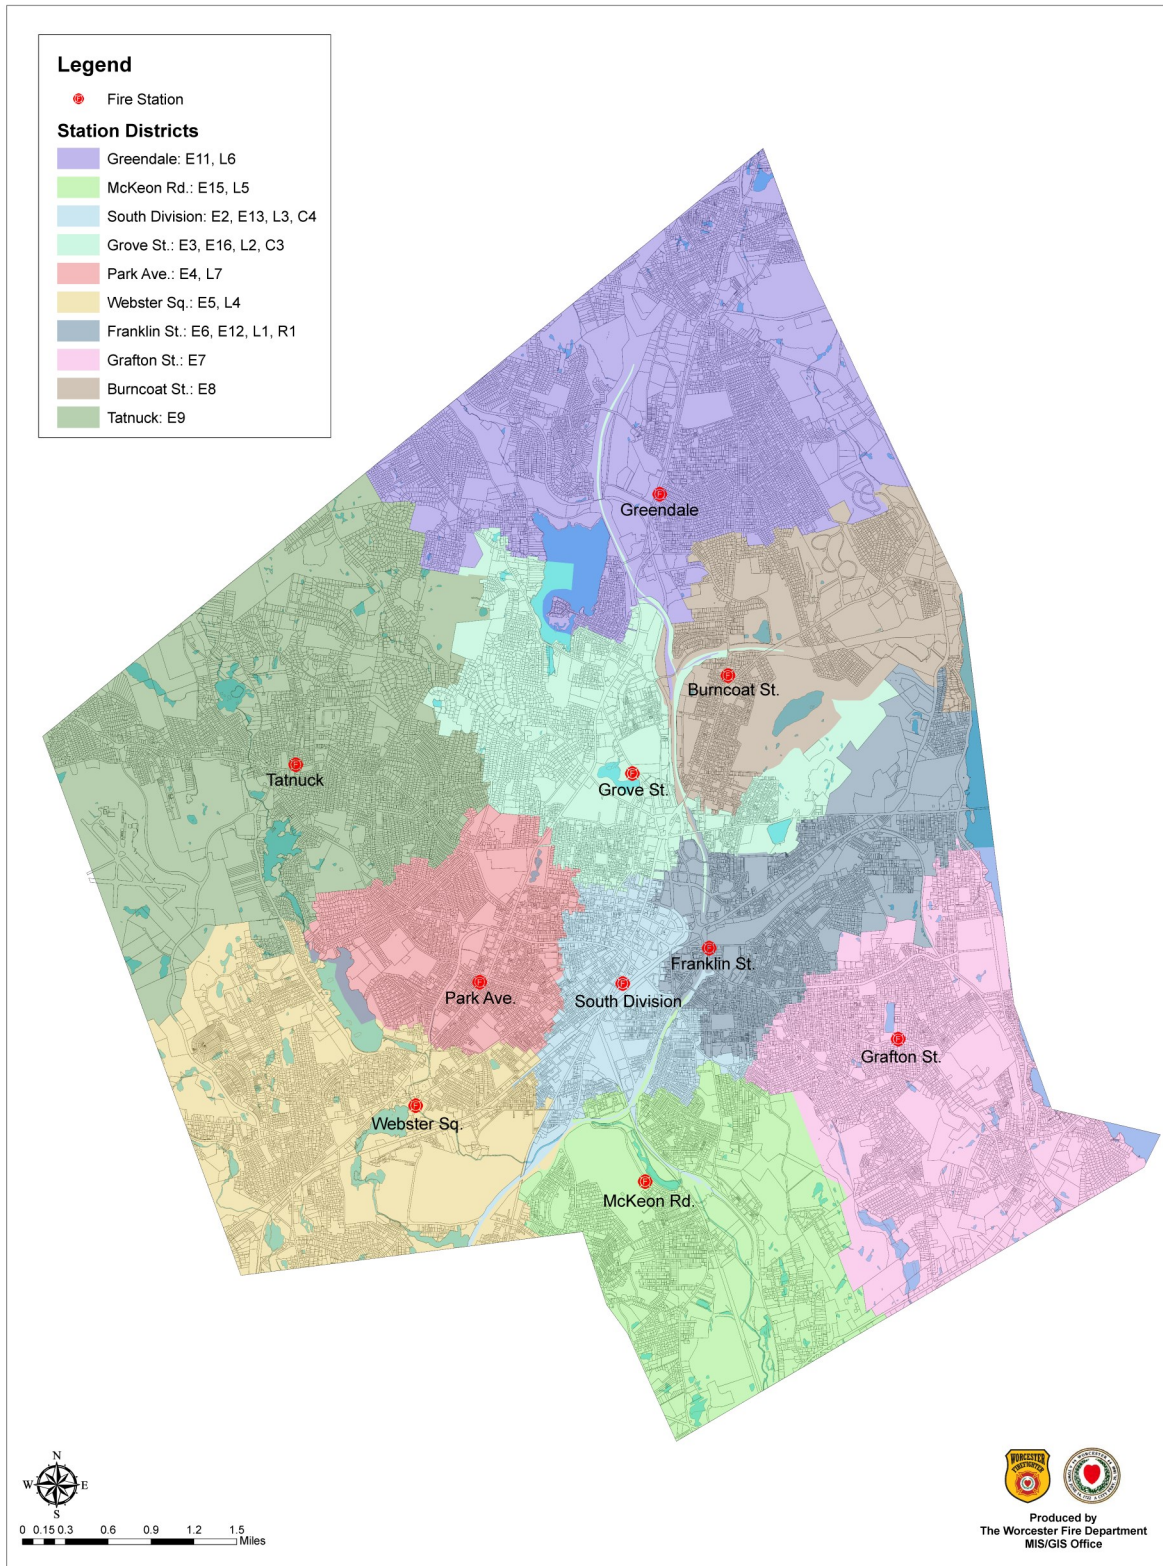 Legend
Fire Station
Station Districts
Greendale: E11, L6
McKeon Rd.: E15, L5
South Division: E2, E13, L3, C4
Grove St.: E3, E16, L2, C3
Park Ave.: E4, L7
Webster Sq.: E5, L4
Franklin St.: E6, E12, L1, R1
Grafton St.: E7
Burncoat St.: E8
Tatnuck: E9
Greendale
Burncoat St.
Tatnuck
Grove St.
Franklin St.
Park Ave.
South Division
Grafton St.
Webster Sq.
McKeon Rd.
N
W E
S
0 0.15 0.3 0.6 0.9 1.2 1.5
Miles
WORCESTER
FIREFIGHTER
Produced by
The Worcester Fire Department
MIS/GIS Office